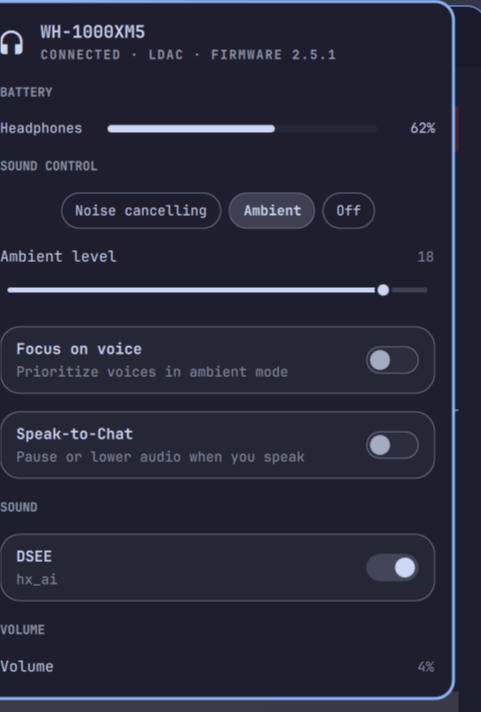 WH-1000XM5
CONNECTED · LDAC · FIRMWARE 2.5.1
BATTERY
Headphones 62%
SOUND CONTROL
Noise cancelling Ambient Off
Ambient level 18
Focus on voice
Prioritize voices in ambient mode
Speak-to-Chat
Pause or lower audio when you speak
SOUND
DSEE
hx_ai
VOLUME
Volume 4%